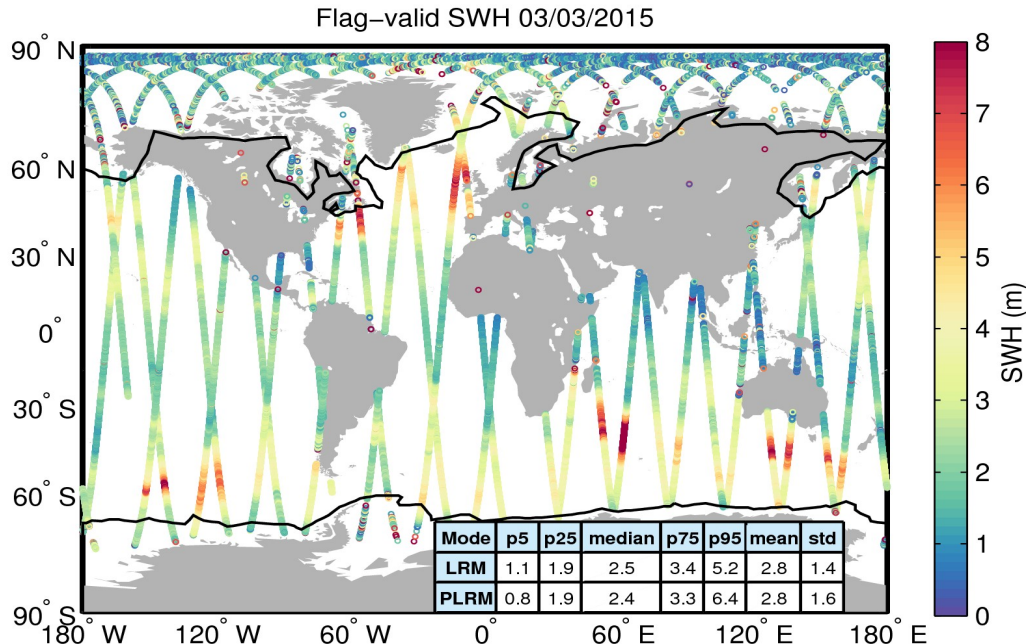 Flag−valid SWH 03/03/2015
90° N
60° N
30° N
0°
30° S
60° S
90° S
180° W
120° W
60° W
0°
60° E
120° E
180° E
8
7
6
5
4
3
2
1
0
SWH (m)
Mode p5 p25 median p75 p95 mean std
LRM 1.1 1.9 2.5 3.4 5.2 2.8 1.4
PLRM 0.8 1.9 2.4 3.3 6.4 2.8 1.6